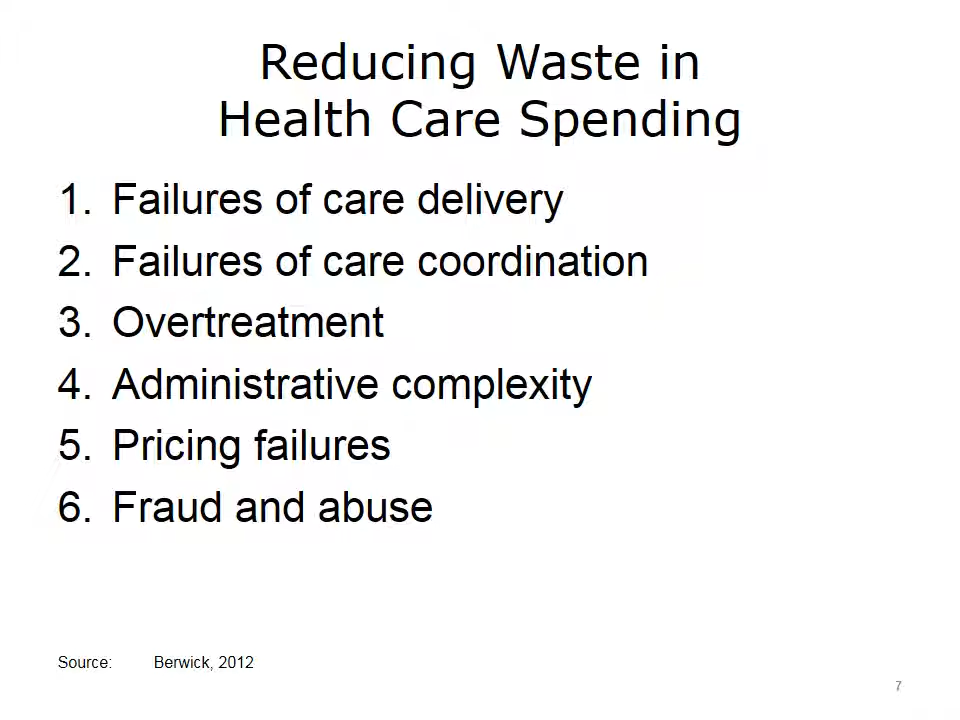 Reducing Waste in
Health Care Spending
1. Failures of care delivery
2. Failures of care coordination
3. Overtreatment
4. Administrative complexity
5. Pricing failures
6. Fraud and abuse
Source: Berwick, 2012
7